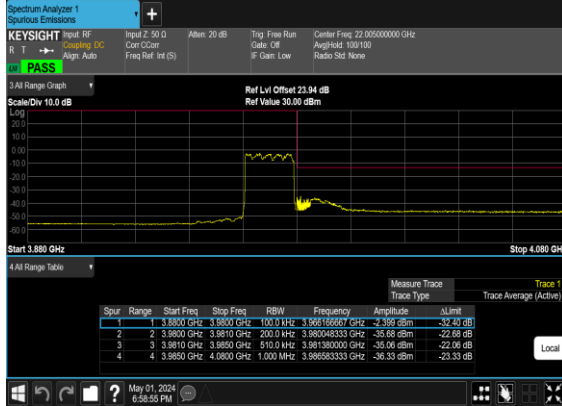 Spectrum Analyzer 1
Spurious Emissions
+
KEYSIGHT Input: RF Input Z: 50 Ω Atten: 20 dB Trig: Free Run Center Freq: 22.005000000 GHz
R T Coupling: DC Corr CCorr Gate: Off Avg|Hold: 100/100
Align: Auto Freq Ref: Int (S) IF Gain: Low Radio Std: None
PASS
3 All Range Graph
Ref Lvl Offset 23.94 dB
Scale/Div 10.0 dB Ref Value 30.00 dBm
Log
20.0
10.0
0.00
-10.0
-20.0
-30.0
-40.0
-50.0
-60.0
Start 3.880 GHz Stop 4.080 GH
4 All Range Table
Measure Trace Trace 1
Trace Type Trace Average (Active)
Spur Range Start Freq Stop Freq RBW Frequency Amplitude ΔLimit
1 1 3.8800 GHz 3.9800 GHz 100.0 kHz 3.966166667 GHz -2.399 dBm -32.40 dB
2 2 3.9800 GHz 3.9810 GHz 200.0 kHz 3.980048333 GHz -35.68 dBm -22.68 dB
3 3 3.9810 GHz 3.9850 GHz 510.0 kHz 3.981380000 GHz -35.06 dBm -22.06 dB
4 4 3.9850 GHz 4.0800 GHz 1.000 MHz 3.986583333 GHz -36.33 dBm -23.33 dB
Local
? May 01, 2024
6:58:55 PM